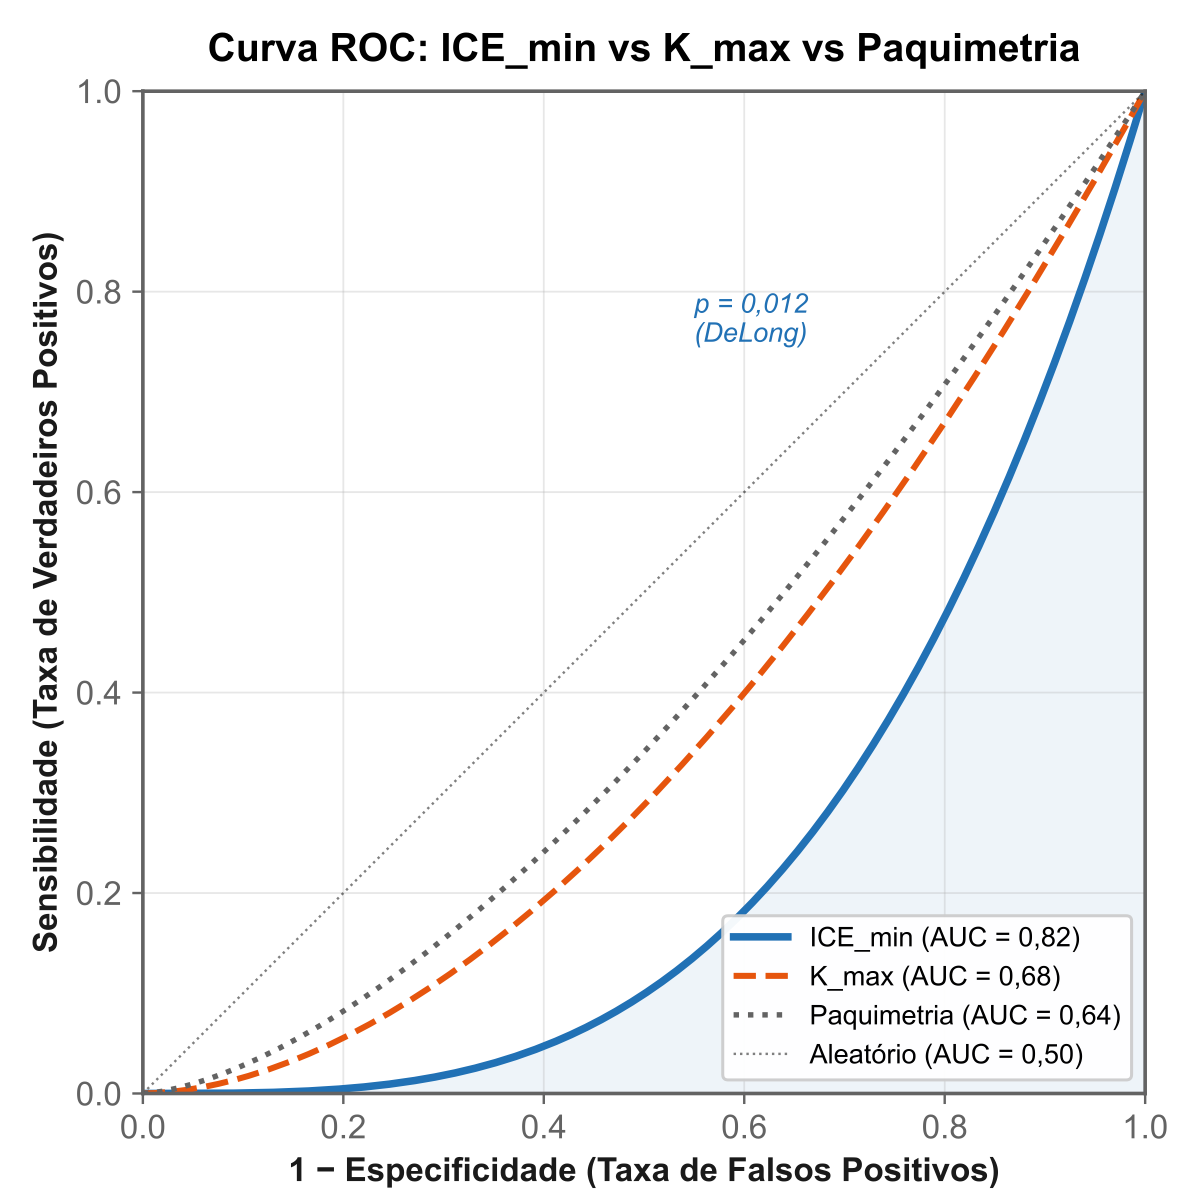 Curva ROC: ICE_min vs K_max vs Paquimetria
1.0
0.8
0.6
0.4
0.2
0.0
Sensibilidade (Taxa de Verdadeiros Positivos)
p = 0,012
(DeLong)
ICE_min (AUC = 0,82)
K_max (AUC = 0,68)
Paquimetria (AUC = 0,64)
Aleatório (AUC = 0,50)
0.0 0.2 0.4 0.6 0.8 1.0
1 − Especificidade (Taxa de Falsos Positivos)